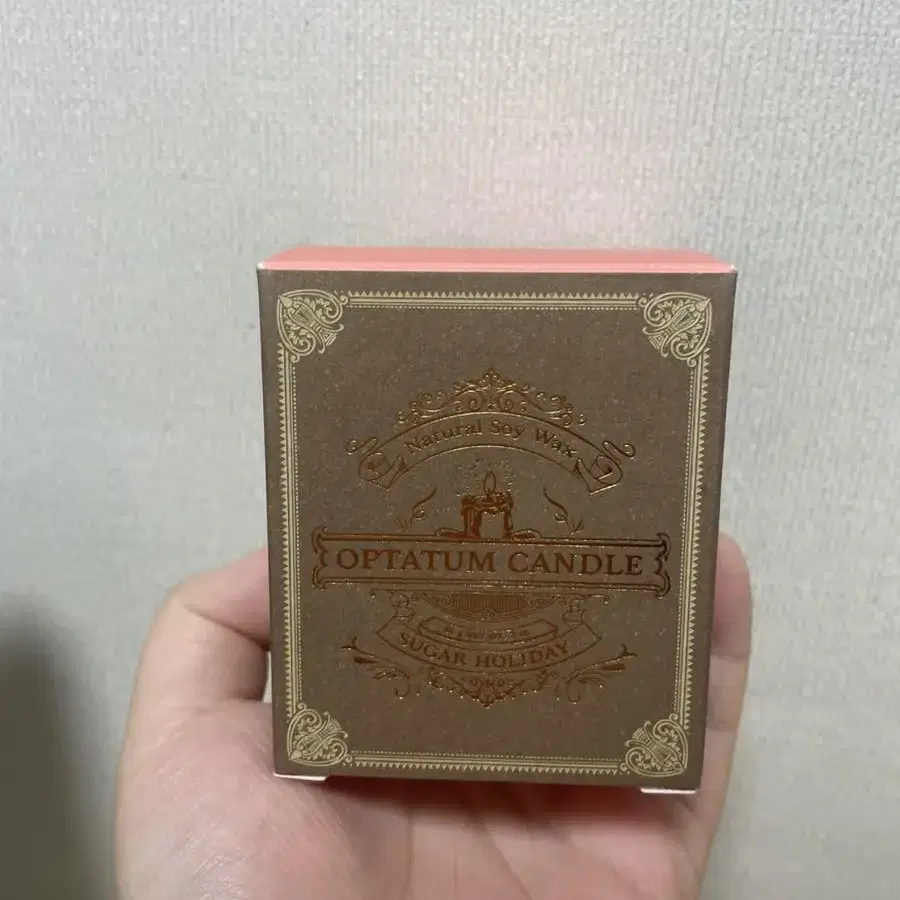 Natural Soy Wax
OPTATUM CANDLE
SUGAR HOLIDAY